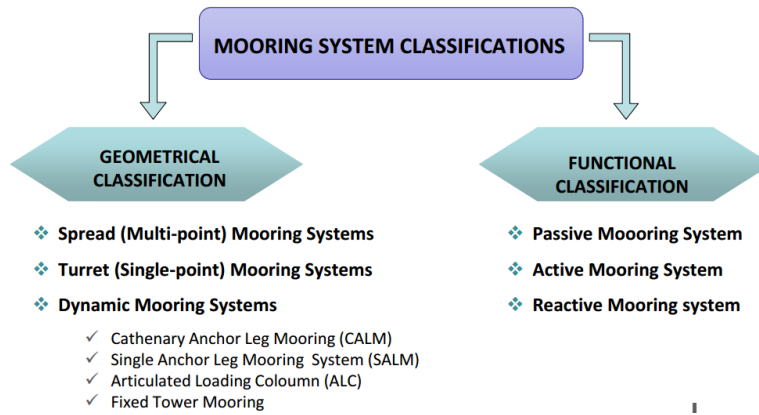 MOORING SYSTEM CLASSIFICATIONS
GEOMETRICAL
CLASSIFICATION
Spread (Multi-point) Mooring Systems
Turret (Single-point) Mooring Systems
Dynamic Mooring Systems
Cathenary Anchor Leg Mooring (CALM)
Single Anchor Leg Mooring System (SALM)
Articulated Loading Coloumn (ALC)
Fixed Tower Mooring
FUNCTIONAL
CLASSIFICATION
Passive Moooring System
Active Mooring System
Reactive Mooring system